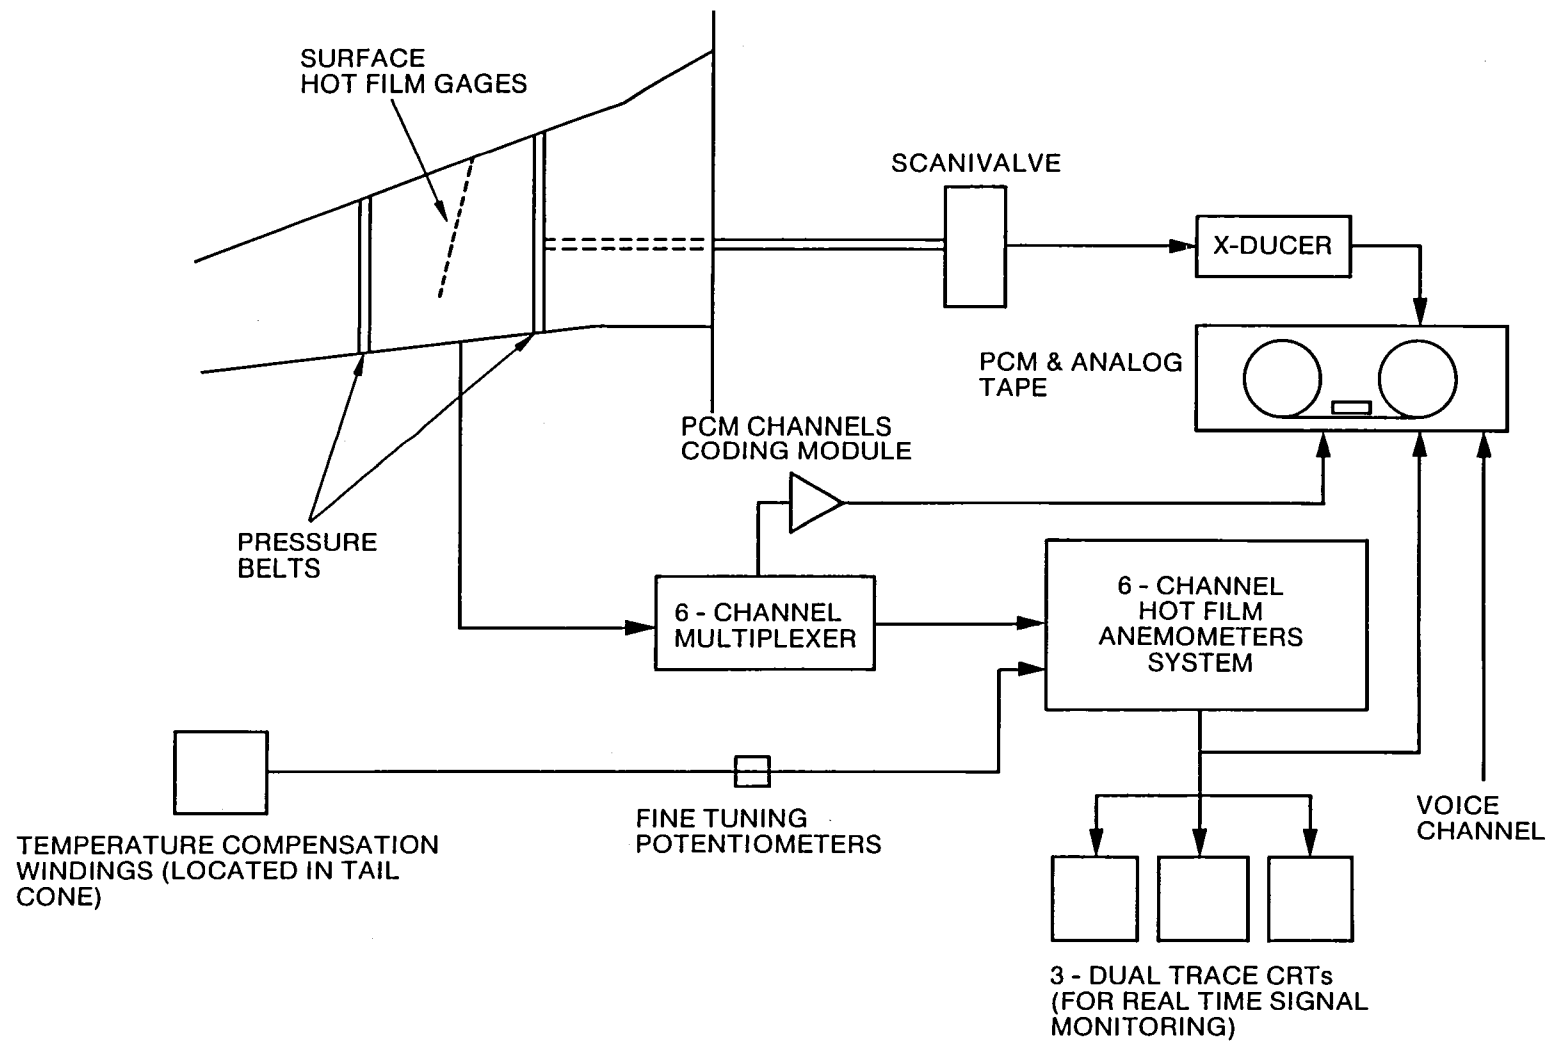 SURFACE
HOT FILM GAGES
SCANIVALVE
X-DUCER
PCM & ANALOG
TAPE
PCM CHANNELS
CODING MODULE
PRESSURE
BELTS
6 - CHANNEL
MULTIPLEXER
6 - CHANNEL
HOT FILM
ANEMOMETERS
SYSTEM
FINE TUNING
POTENTIOMETERS
VOICE
CHANNEL
TEMPERATURE COMPENSATION
WINDINGS (LOCATED IN TAIL
CONE)
3 - DUAL TRACE CRTs
(FOR REAL TIME SIGNAL
MONITORING)